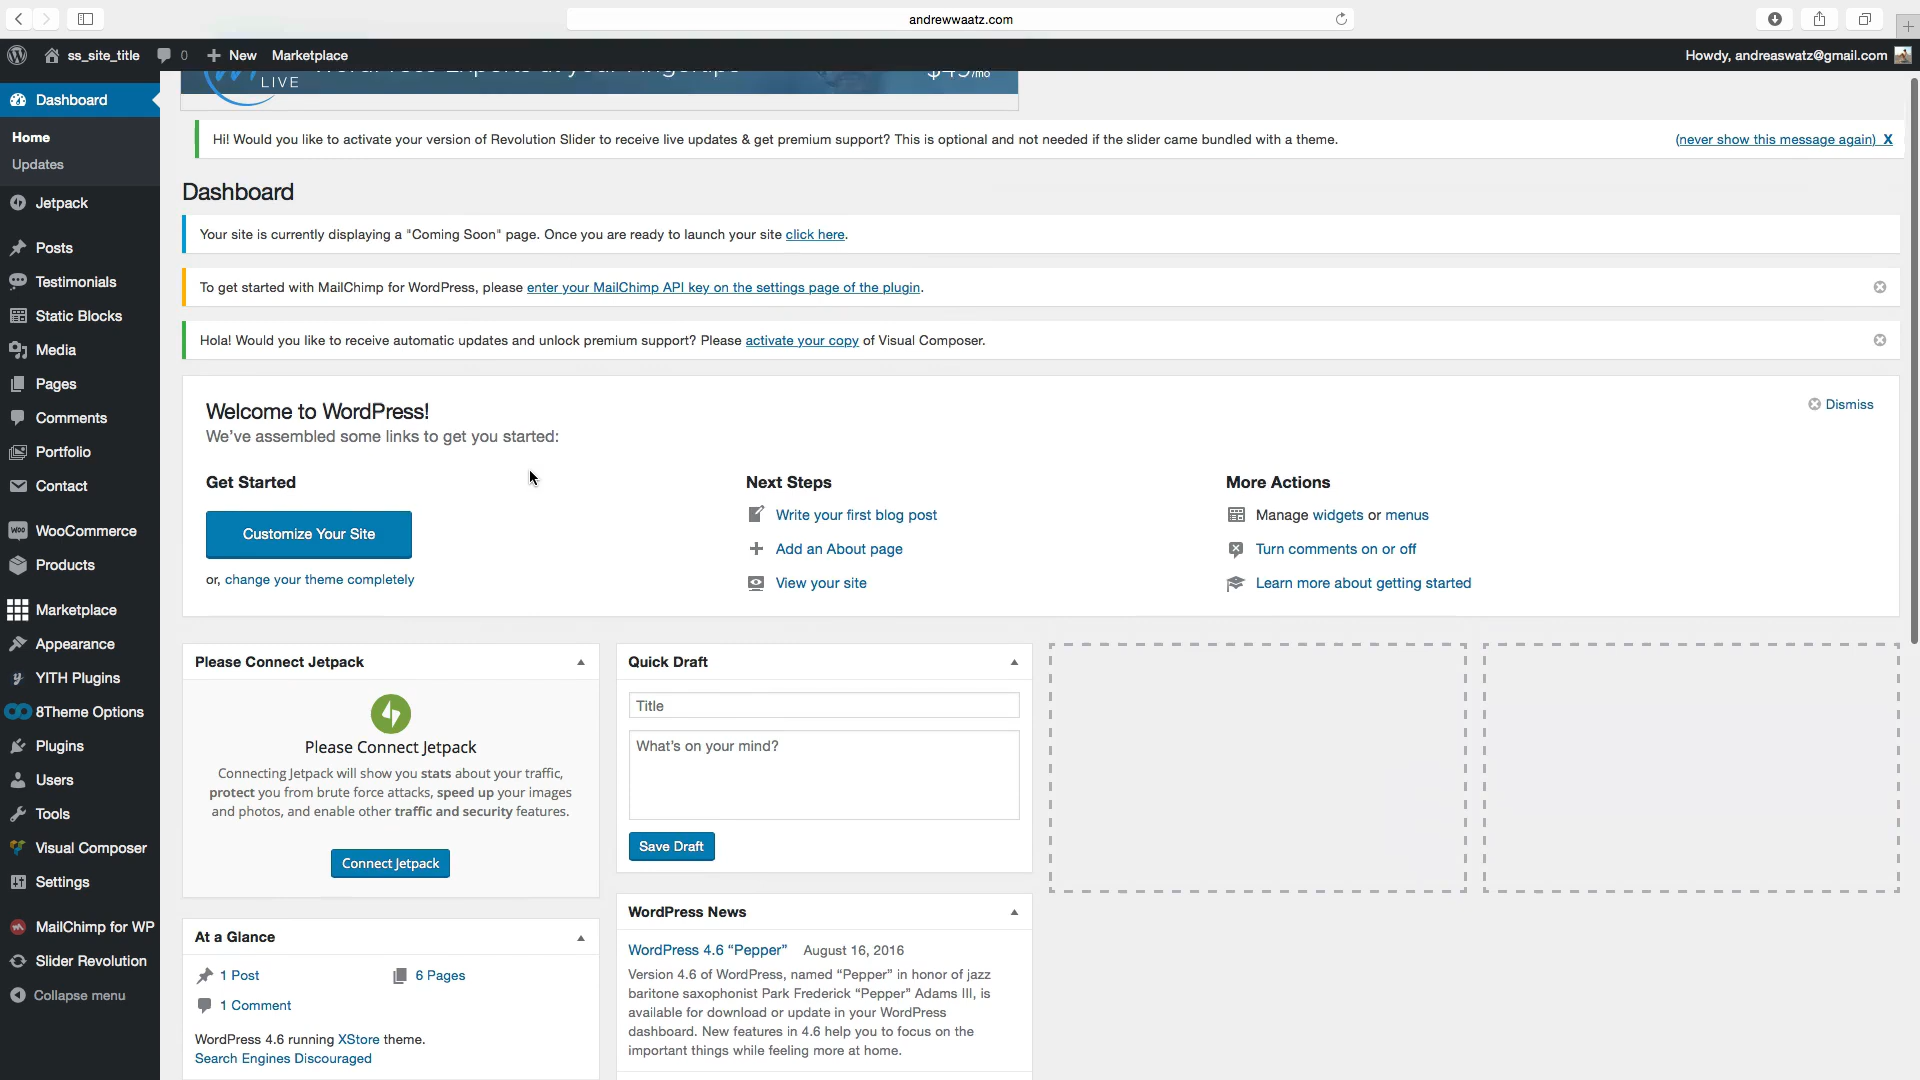 andrewwaatz.com
ss_site_title 0 New Marketplace
Howdy, andreaswatz@gmail.com
LIVE
WordPress Experts at your Fingertips
$49/mo
Dashboard
Home
Updates
Jetpack
Posts
Testimonials
Static Blocks
Media
Pages
Comments
Portfolio
Contact
WooCommerce
Products
Marketplace
Appearance
YITH Plugins
8Theme Options
Plugins
Users
Tools
Visual Composer
Settings
MailChimp for WP
Slider Revolution
Collapse menu
Hi! Would you like to activate your version of Revolution Slider to receive live updates & get premium support? This is optional and not needed if the slider came bundled with a theme.
(never show this message again) X
Dashboard
Your site is currently displaying a "Coming Soon" page. Once you are ready to launch your site click here.
To get started with MailChimp for WordPress, please enter your MailChimp API key on the settings page of the plugin.
Hola! Would you like to receive automatic updates and unlock premium support? Please activate your copy of Visual Composer.
Welcome to WordPress!
Dismiss
We've assembled some links to get you started:
Get Started
Customize Your Site
or, change your theme completely
Next Steps
Write your first blog post
Add an About page
View your site
More Actions
Manage widgets or menus
Turn comments on or off
Learn more about getting started
Please Connect Jetpack
Please Connect Jetpack
Connecting Jetpack will show you stats about your traffic,
protect you from brute force attacks, speed up your images
and photos, and enable other traffic and security features.
Connect Jetpack
At a Glance
1 Post
6 Pages
1 Comment
WordPress 4.6 running XStore theme.
Search Engines Discouraged
Quick Draft
Title
What's on your mind?
Save Draft
WordPress News
WordPress 4.6 “Pepper” August 16, 2016
Version 4.6 of WordPress, named “Pepper” in honor of jazz
baritone saxophonist Park Frederick “Pepper” Adams III, is
available for download or update in your WordPress
dashboard. New features in 4.6 help you to focus on the
important things while feeling more at home.